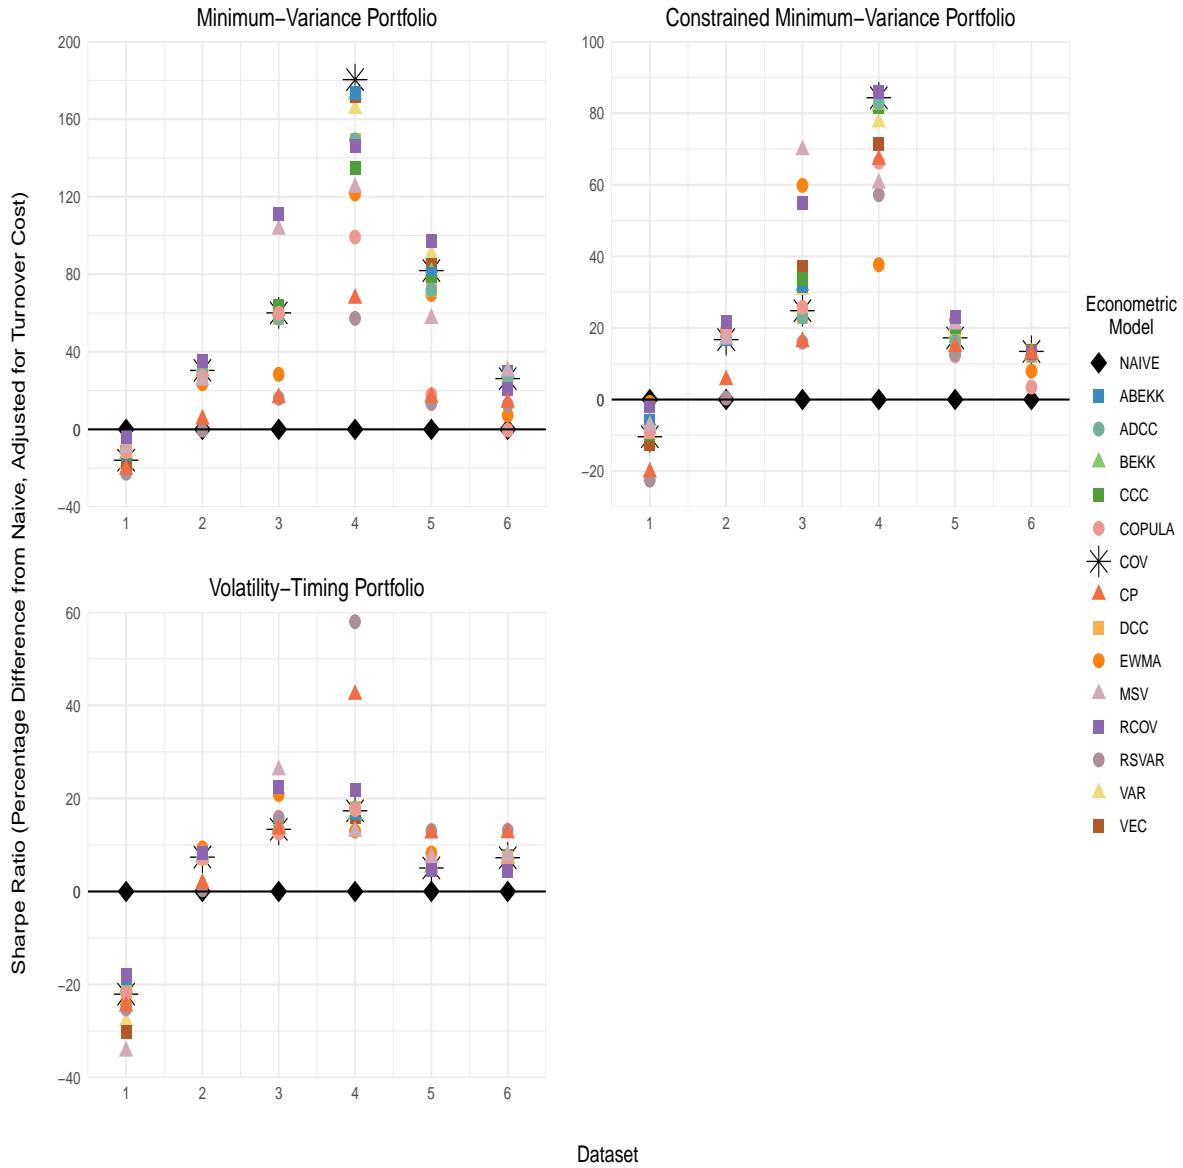 Minimum−Variance Portfolio
Constrained Minimum−Variance Portfolio
200
160
120
80
40
0
−40
1 2 3 4 5 6
100
80
60
40
20
0
−20
1 2 3 4 5 6
Sharpe Ratio (Percentage Difference from Naive, Adjusted for Turnover Cost)
Volatility−Timing Portfolio
60
40
20
0
−20
−40
1 2 3 4 5 6
Dataset
Econometric
Model
NAIVE
ABEKK
ADCC
BEKK
CCC
COPULA
COV
CP
DCC
EWMA
MSV
RCOV
RSVAR
VAR
VEC